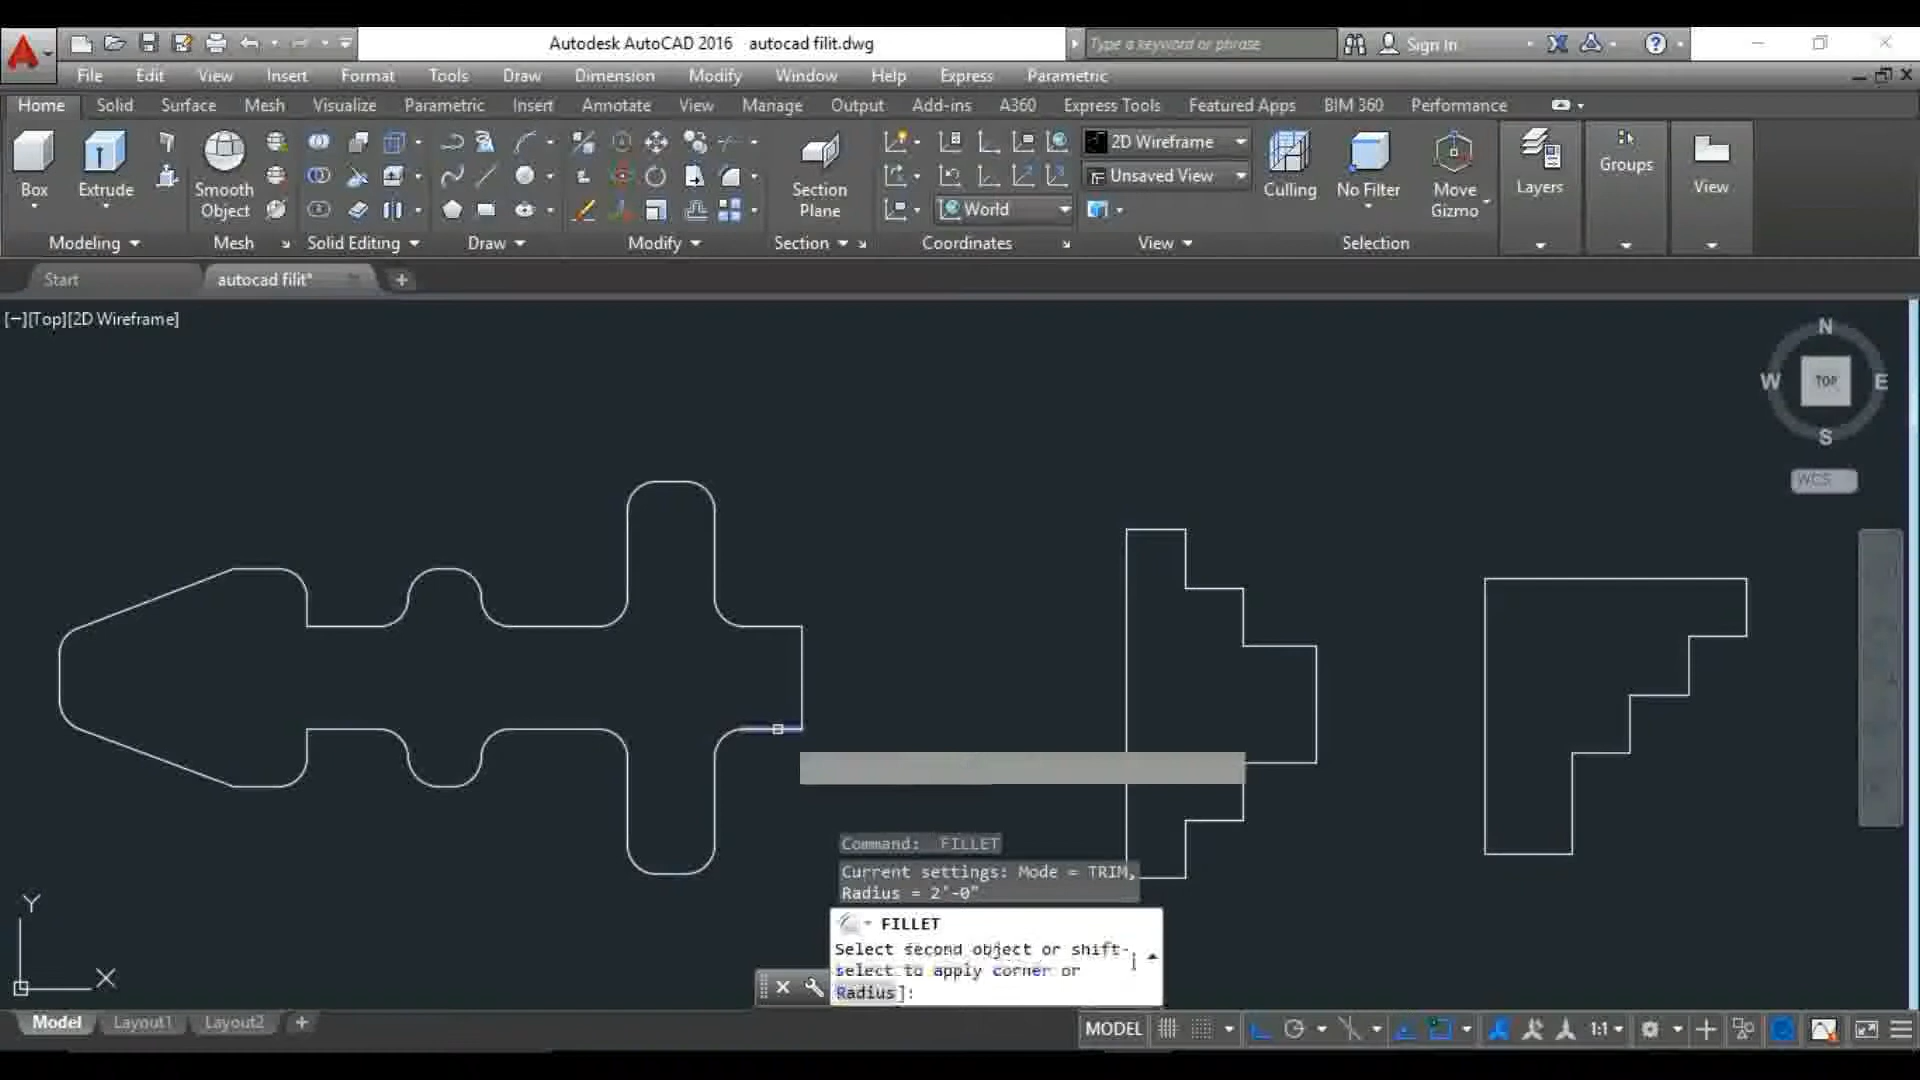 Autodesk AutoCAD 2016 autocad filit.dwg
Type a keyword or phrase
Sign In
File Edit View Insert Format Tools Draw Dimension Modify Window Help Express Parametric
Home Solid Surface Mesh Visualize Parametric Insert Annotate View Manage Output Add-ins A360 Express Tools Featured Apps BIM 360 Performance
Box
Extrude
Smooth
Object
Section
Plane
2D Wireframe
Unsaved View
World
Culling
No Filter
Move
Gizmo
Layers
Groups
View
Modeling
Mesh
Solid Editing
Draw
Modify
Section
Coordinates
View
Selection
Start
autocad filit*
[−][Top][2D Wireframe]
N
W
TOP
E
S
WCS
Command: FILLET
Current settings: Mode = TRIM,
Radius = 2'-0"
FILLET
Select second object or shift-
select to apply corner or
Radius]:
Y
X
Model
Layout1
Layout2
MODEL
1:1